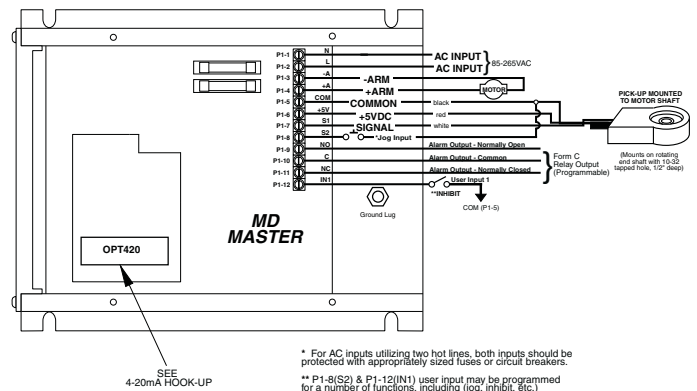 P1-1 N AC INPUT
P1-2 L AC INPUT
85-265VAC
P1-3 -A -ARM
P1-4 +A +ARM
MOTOR
P1-5 COM COMMON black
P1-6 +5V +5VDC red
P1-7 S1 SIGNAL white
P1-8 S2 *Jog Input
P1-9 NO Alarm Output - Normally Open
P1-10 C Alarm Output - Common
P1-11 NC Alarm Output - Normally Closed
Form C
Relay Output
(Programmable)
P1-12 IN1 User Input 1
**INHIBIT
COM (P1-5)
PICK-UP MOUNTED
TO MOTOR SHAFT
(Mounts on rotating
end shaft with 10-32
tapped hole, 1/2" deep)
Ground Lug
MD
MASTER
OPT420
SEE
4-20mA HOOK-UP
* For AC inputs utilizing two hot lines, both inputs should be
protected with appropriately sized fuses or circuit breakers.
** P1-8(S2) & P1-12(IN1) user input may be programmed
for a number of functions, including (jog, inhibit, etc.)